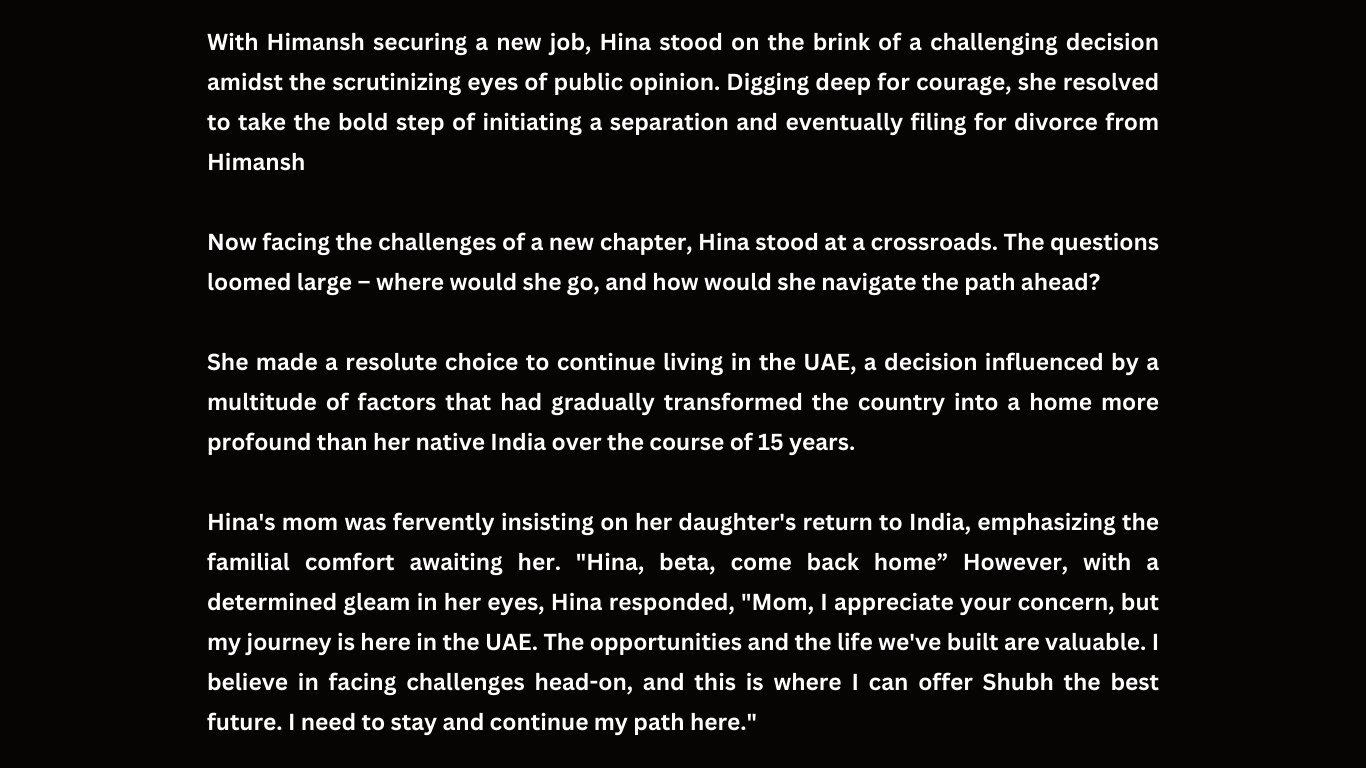 With Himansh securing a new job, Hina stood on the brink of a challenging decision
amidst the scrutinizing eyes of public opinion. Digging deep for courage, she resolved
to take the bold step of initiating a separation and eventually filing for divorce from
Himansh
Now facing the challenges of a new chapter, Hina stood at a crossroads. The questions
loomed large – where would she go, and how would she navigate the path ahead?
She made a resolute choice to continue living in the UAE, a decision influenced by a
multitude of factors that had gradually transformed the country into a home more
profound than her native India over the course of 15 years.
Hina's mom was fervently insisting on her daughter's return to India, emphasizing the
familial comfort awaiting her. "Hina, beta, come back home” However, with a
determined gleam in her eyes, Hina responded, "Mom, I appreciate your concern, but
my journey is here in the UAE. The opportunities and the life we've built are valuable. I
believe in facing challenges head-on, and this is where I can offer Shubh the best
future. I need to stay and continue my path here."